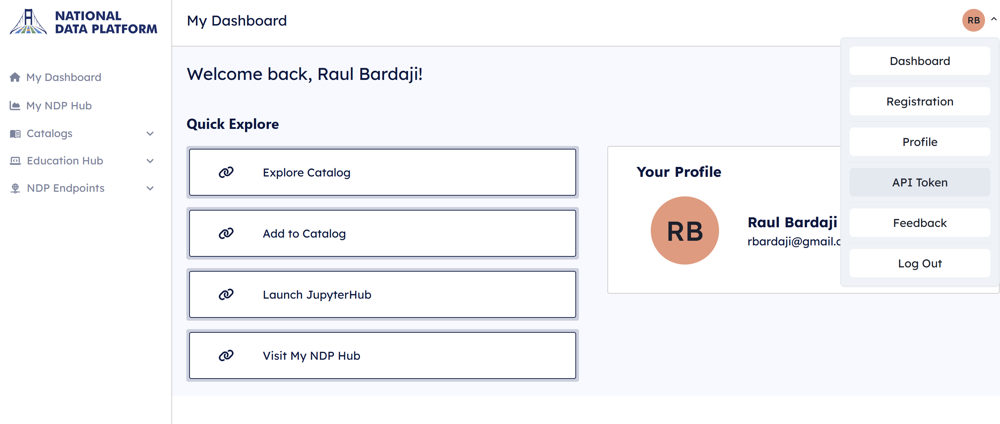 NATIONAL
DATA PLATFORM
My Dashboard
My NDP Hub
Catalogs
Education Hub
NDP Endpoints
My Dashboard
RB
Welcome back, Raul Bardaji!
Quick Explore
Explore Catalog
Add to Catalog
Launch JupyterHub
Visit My NDP Hub
Your Profile
RB
Raul Bardaji
rbardaji@gmail.c
Dashboard
Registration
Profile
API Token
Feedback
Log Out